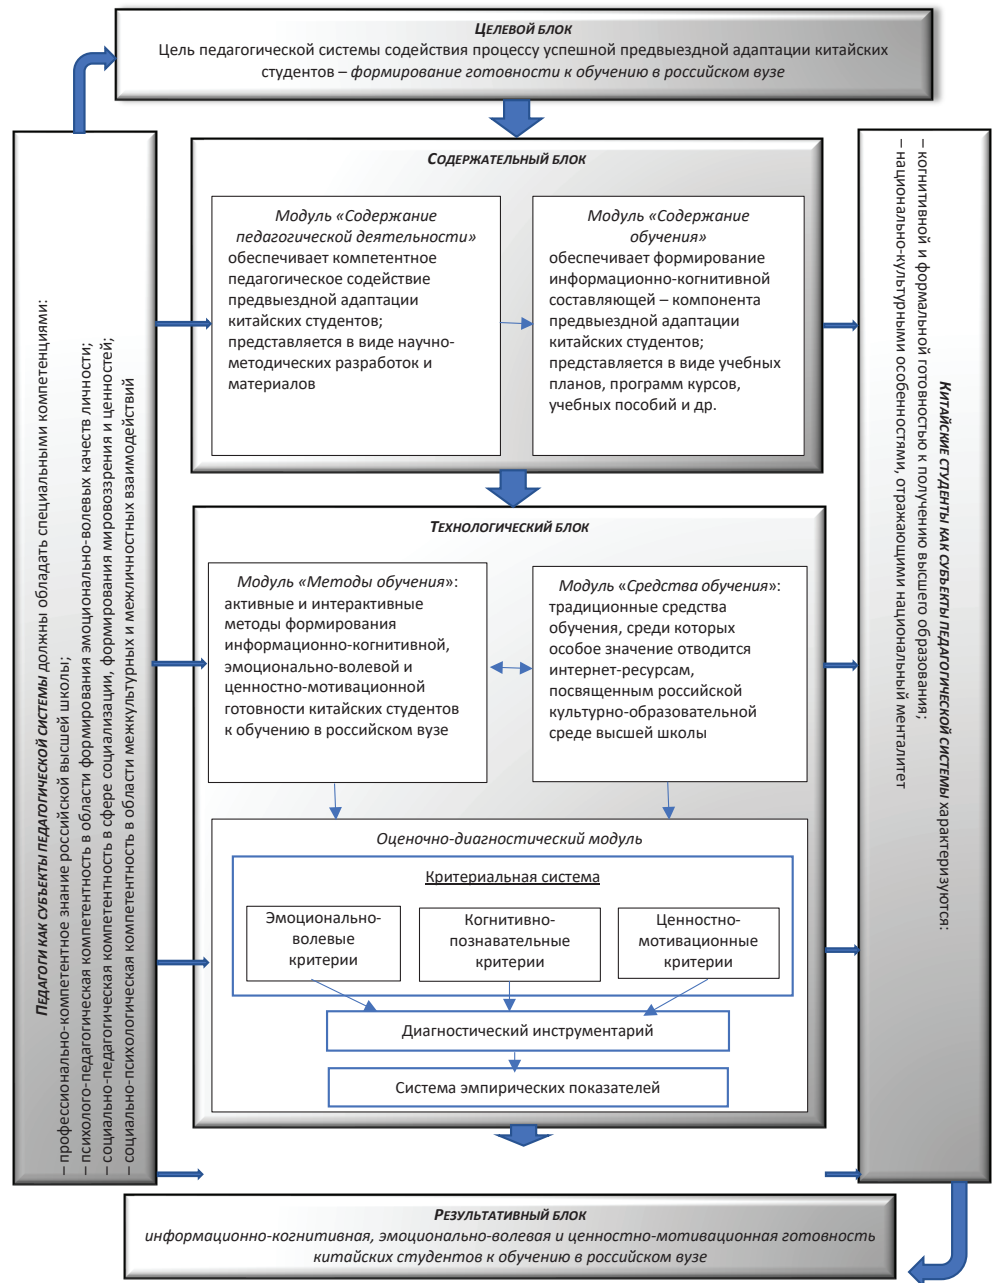 ЦЕЛЕВОЙ БЛОК
Цель педагогической системы содействия процессу успешной предвыездной адаптации китайских
студентов – формирование готовности к обучению в российском вузе
ПЕДАГОГИ КАК СУБЪЕКТЫ ПЕДАГОГИЧЕСКОЙ СИСТЕМЫ должны обладать специальными компетенциями:
– профессионально-компетентное знание российской высшей школы;
– психолого-педагогическая компетентность в области формирования эмоционально-волевых качеств личности;
– социально-педагогическая компетентность в сфере социализации, формирования мировоззрения и ценностей;
– социально-психологическая компетентность в области межкультурных и межличностных взаимодействий
СОДЕРЖАТЕЛЬНЫЙ БЛОК
Модуль «Содержание
педагогической деятельности»
обеспечивает компетентное
педагогическое содействие
предвыездной адаптации
китайских студентов;
представляется в виде научно-
методических разработок и
материалов
Модуль «Содержание
обучения»
обеспечивает формирование
информационно-когнитивной
составляющей – компонента
предвыездной адаптации
китайских студентов;
представляется в виде учебных
планов, программ курсов,
учебных пособий и др.
ТЕХНОЛОГИЧЕСКИЙ БЛОК
Модуль «Методы обучения»:
активные и интерактивные
методы формирования
информационно-когнитивной,
эмоционально-волевой и
ценностно-мотивационной
готовности китайских студентов
к обучению в российском вузе
Модуль «Средства обучения»:
традиционные средства
обучения, среди которых
особое значение отводится
интернет-ресурсам,
посвященным российской
культурно-образовательной
среде высшей школы
Оценочно-диагностический модуль
Критериальная система
Эмоционально-
волевые
критерии
Когнитивно-
познавательные
критерии
Ценностно-
мотивационные
критерии
Диагностический инструментарий
Система эмпирических показателей
КИТАЙСКИЕ СТУДЕНТЫ КАК СУБЪЕКТЫ ПЕДАГОГИЧЕСКОЙ СИСТЕМЫ характеризуются:
– когнитивной и формальной готовностью к получению высшего образования;
– национально-культурными особенностями, отражающими национальный менталитет
РЕЗУЛЬТАТИВНЫЙ БЛОК
информационно-когнитивная, эмоционально-волевая и ценностно-мотивационная готовность
китайских студентов к обучению в российском вузе